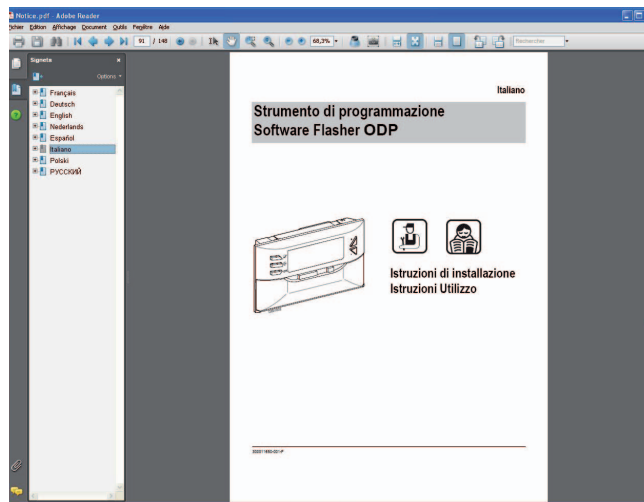 Notice.pdf - Adobe Reader
Fichier Edition Affichage Document Outils Fenêtre Aide
91 / 148 68,3% Rechercher
Signets
Options
Français
Deutsch
English
Nederlands
Español
Italiano
Polski
РУССКИЙ
Italiano
Strumento di programmazione
Software Flasher ODP
Istruzioni di installazione
Istruzioni Utilizzo